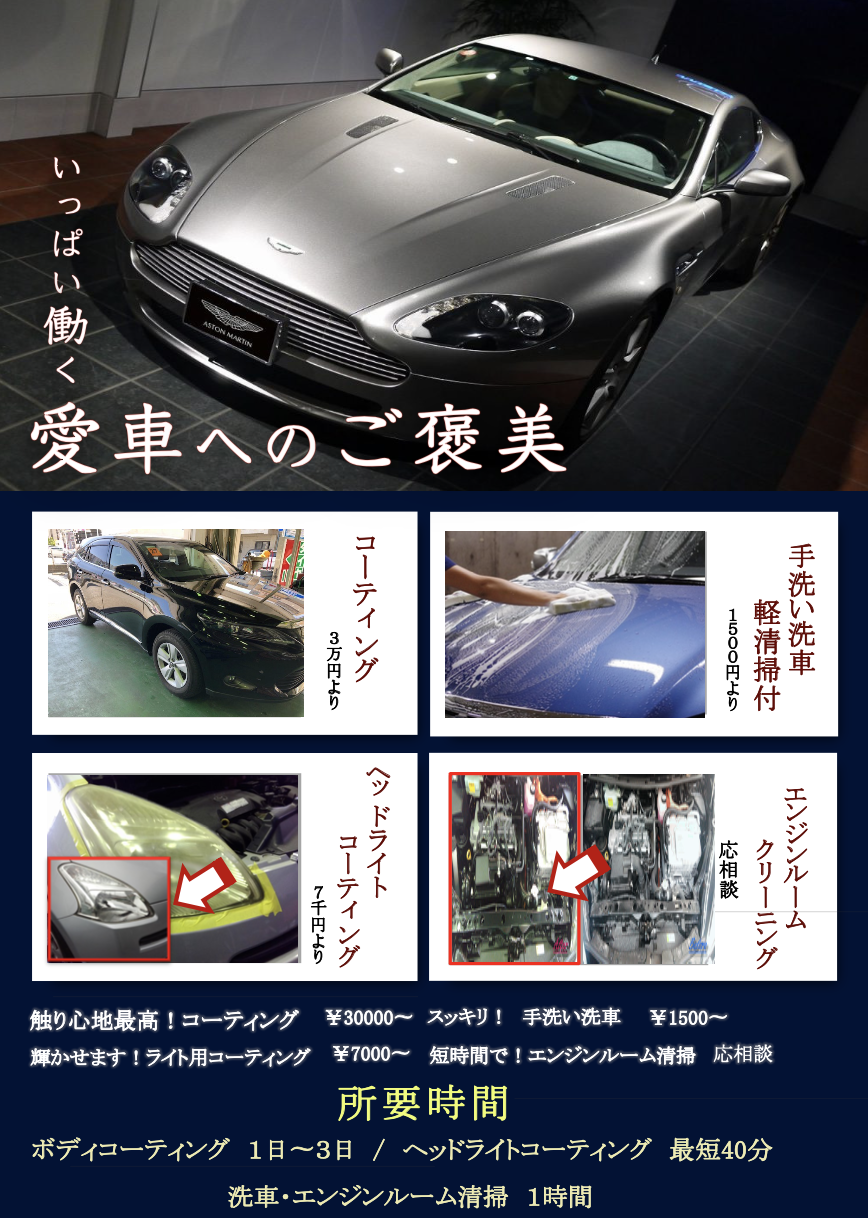 いっぱい働く
愛車へのご褒美
ASTON MARTIN
コーティング
3万円より
手洗い洗車
軽清掃付
1500円より
ヘッドライト
コーティング
7千円より
エンジンルーム
クリーニング
応相談
触り心地最高！コーティング ￥30000〜 スッキリ！ 手洗い洗車 ￥1500〜
輝かせます！ライト用コーティング ￥7000〜 短時間で！エンジンルーム清掃 応相談
所要時間
ボディコーティング 1日〜3日 / ヘッドライトコーティング 最短40分
洗車・エンジンルーム清掃 1時間